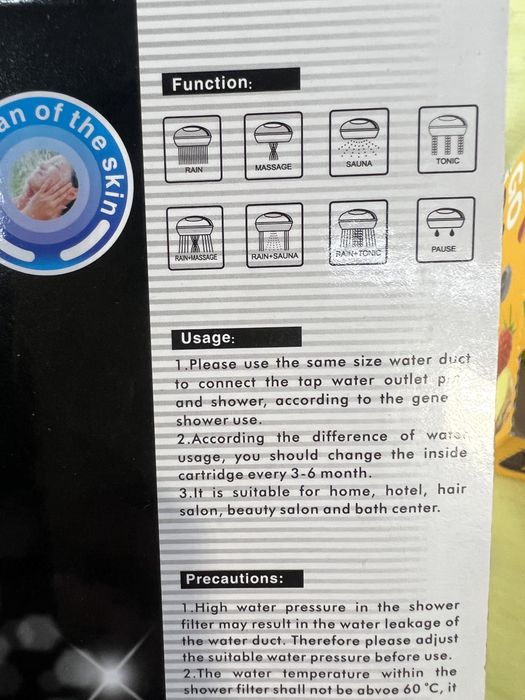 an of the skin
Function:
RAIN
MASSAGE
SAUNA
TONIC
RAIN+MASSAGE
RAIN+SAUNA
RAIN+TONIC
PAUSE
Usage:
1.Please use the same size water duct
to connect the tap water outlet
and shower, according to the gene
shower use.
2.According the difference of water
usage, you should change the inside
cartridge every 3-6 month.
3.It is suitable for home, hotel, hair
salon, beauty salon and bath center.
Precautions:
1.High water pressure in the shower
filter may result in the water leakage of
the water duct. Therefore please adjust
the suitable water pressure before use.
2.The water temperature within the
shower filter shall not be abvoe 60 °C, it